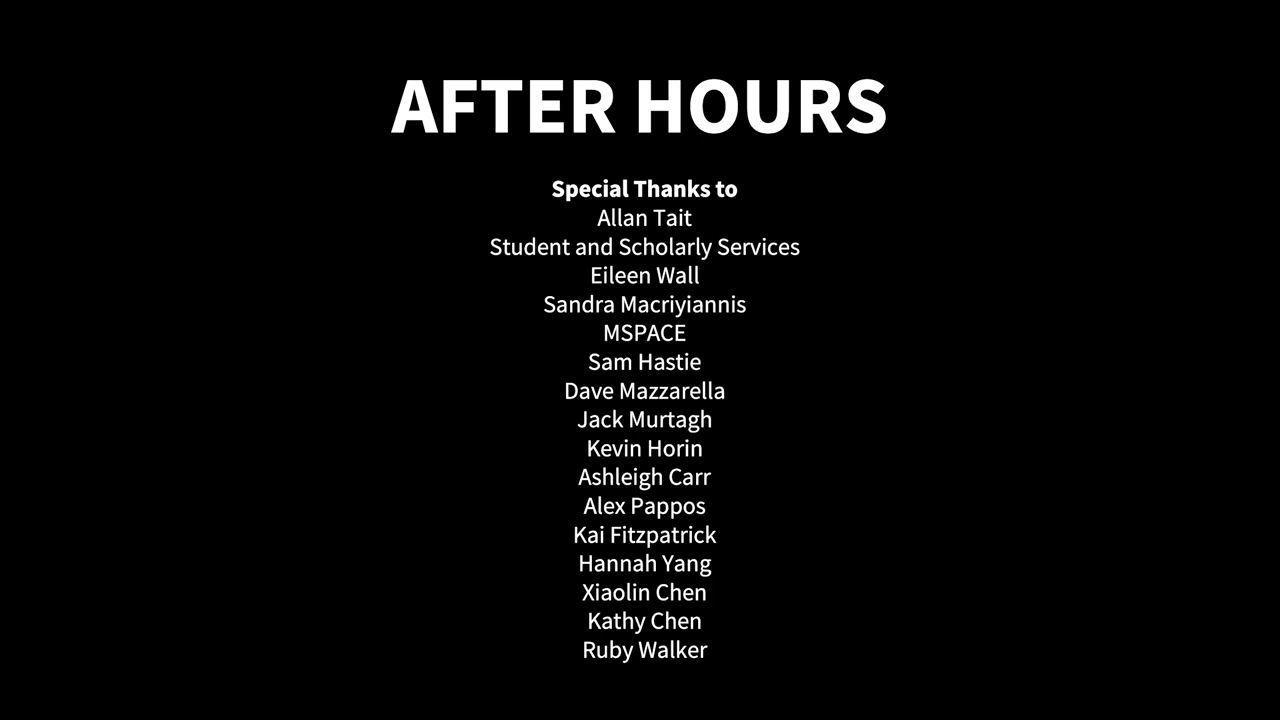 AFTER HOURS
Special Thanks to
Allan Tait
Student and Scholarly Services
Eileen Wall
Sandra Macriyiannis
MSPACE
Sam Hastie
Dave Mazzarella
Jack Murtagh
Kevin Horin
Ashleigh Carr
Alex Pappos
Kai Fitzpatrick
Hannah Yang
Xiaolin Chen
Kathy Chen
Ruby Walker